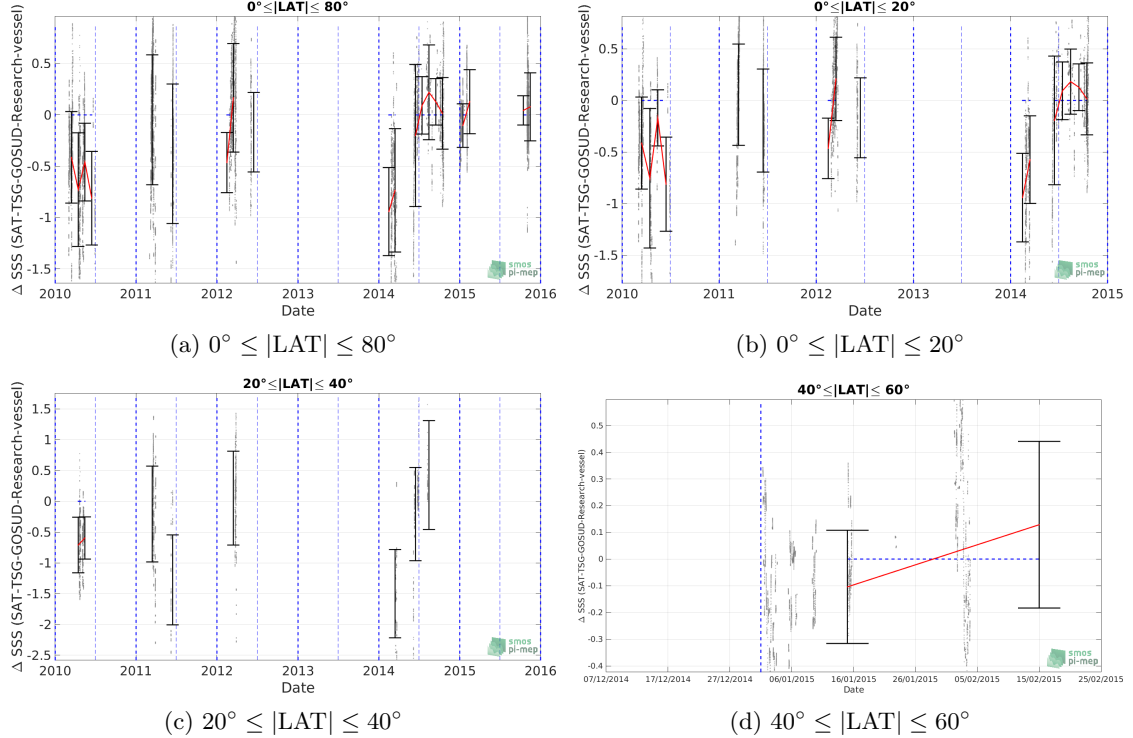 0°≤|LAT|≤ 80°
Δ SSS (SAT-TSG-GOSUD-Research-vessel)
0.5
0
-0.5
-1
-1.5
2010 2011 2012 2013 2014 2015 2016
Date
smos
pi-mep
(a) 0° ≤ |LAT| ≤ 80°
0°≤|LAT|≤ 20°
Δ SSS (SAT-TSG-GOSUD-Research-vessel)
0.5
0
-0.5
-1
-1.5
2010 2011 2012 2013 2014 2015
Date
smos
pi-mep
(b) 0° ≤ |LAT| ≤ 20°
20°≤|LAT|≤ 40°
Δ SSS (SAT-TSG-GOSUD-Research-vessel)
1.5
1
0.5
0
-0.5
-1
-1.5
-2
-2.5
2010 2011 2012 2013 2014 2015 2016
Date
smos
pi-mep
(c) 20° ≤ |LAT| ≤ 40°
40°≤|LAT|≤ 60°
Δ SSS (SAT-TSG-GOSUD-Research-vessel)
0.5
0.4
0.3
0.2
0.1
0
-0.1
-0.2
-0.3
-0.4
07/12/2014 17/12/2014 27/12/2014 06/01/2015 16/01/2015 26/01/2015 05/02/2015 15/02/2015 25/02/2015
Date
smos
pi-mep
(d) 40° ≤ |LAT| ≤ 60°